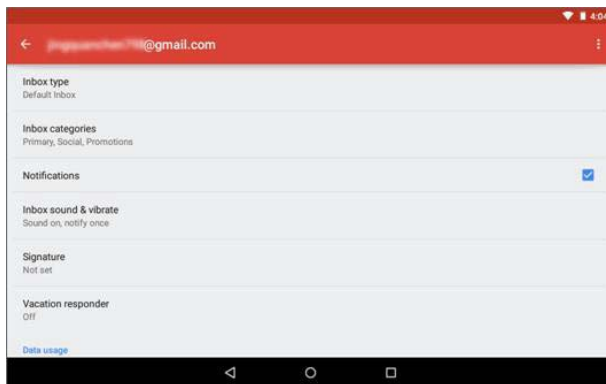 4:04
@gmail.com
Inbox type
Default Inbox
Inbox categories
Primary, Social, Promotions
Notifications
Inbox sound & vibrate
Sound on, notify once
Signature
Not set
Vacation responder
Off
Data usage